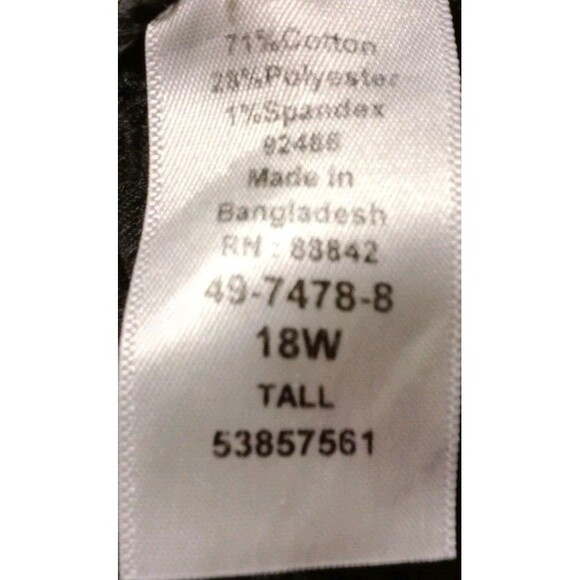 71%Cotton
28%Polyester
1%Spandex
92486
Made in
Bangladesh
RN : 88842
49-7478-8
18W
TALL
53857561